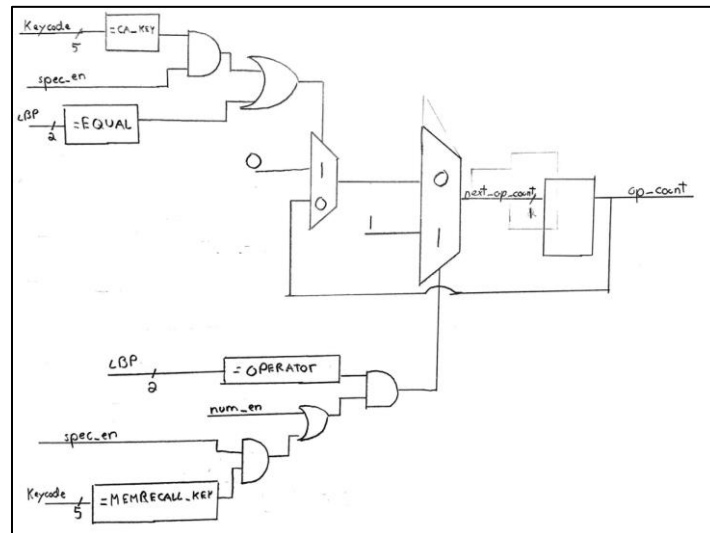 Keycode
5
=CA_KEY
spec_en
LBP
2
=EQUAL
0
1
0
0
1
1
next_op_count
1
op_count
LBP
2
=OPERATOR
num_en
spec_en
Keycode
5
=MEMRECALL_KEY